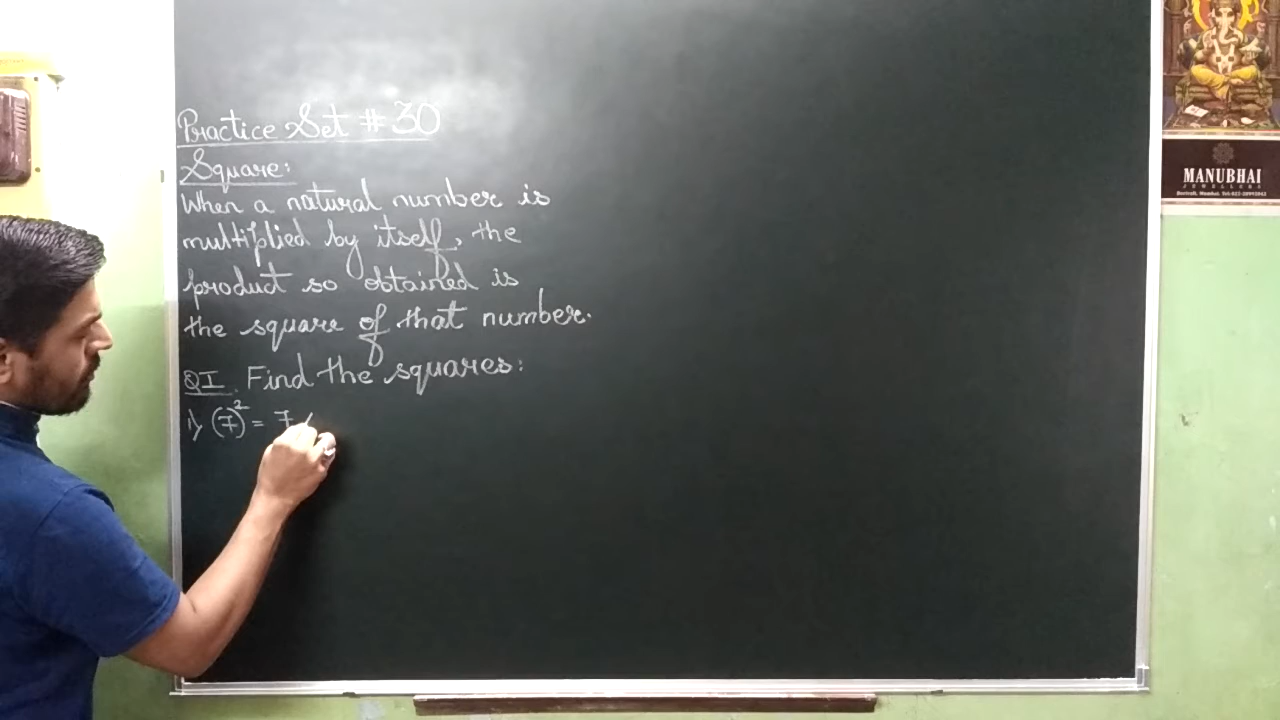 Practice Set # 30
Square:
When a natural number is
multiplied by itself, the
product so obtained is
the square of that number.
QI. Find the squares:
1) (7)² = 7
MANUBHAI
JEWELLERS